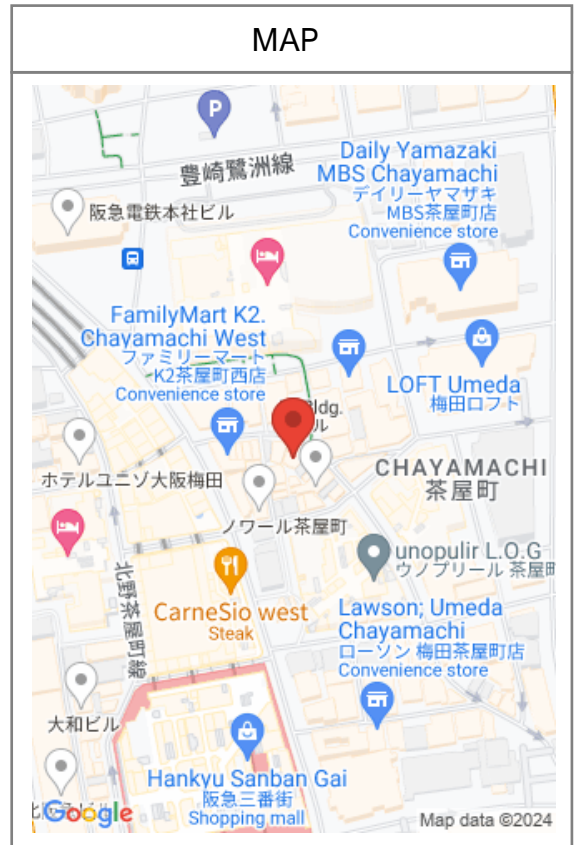 MAP
P
豊崎鷺洲線
Daily Yamazaki
MBS Chayamachi
デイリーヤマザキ
MBS茶屋町店
Convenience store
阪急電鉄本社ビル
FamilyMart K2.
Chayamachi West
ファミリーマート
K2茶屋町西店
Convenience store
LOFT Umeda
梅田ロフト
Bldg.
ル
CHAYAMACHI
茶屋町
ホテルユニゾ大阪梅田
ノワール茶屋町
unopulir L.O.G
ウノプリール 茶屋町
北野茶屋町線
CarneSio west
Steak
Lawson; Umeda
Chayamachi
ローソン 梅田茶屋町店
Convenience store
大和ビル
Hankyu Sanban Gai
阪急三番街
Shopping mall
Google
Map data ©2024